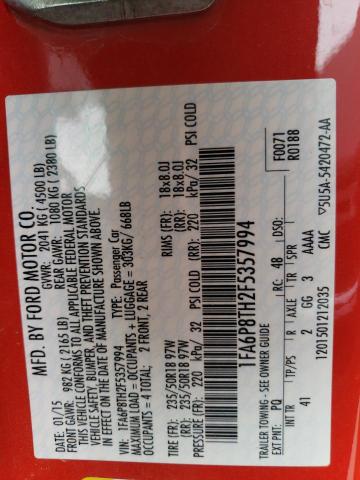 MFD. BY FORD MOTOR CO.
01/15 GVWR: 2041 KG ( 4500 LB)
FRONT GAWR: 982 KG ( 2165 LB) REAR GAWR: 1080 KG ( 2380 LB)
THIS VEHICLE CONFORMS TO ALL APPLICABLE FEDERAL MOTOR
VEHICLE SAFETY, BUMPER, AND THEFT PREVENTION STANDARDS
IN EFFECT ON THE DATE OF MANUFACTURE SHOWN ABOVE.
VIN: 1FA6P8TH2F5357994 TYPE: Passenger Car
MAXIMUM LOAD = OCCUPANTS + LUGGAGE = 303KG / 668LB
OCCUPANTS = 4 TOTAL: 2 FRONT, 2 REAR
TIRE (FR): 235/50R18 97W RIMS (FR): 18x8.0J
TIRE (RR): 235/50R18 97W (RR): 18x8.0J
PRESSURE (FR): 220 kPa/ 32 PSI COLD (RR): 220 kPa/ 32 PSI COLD
1FA6P8TH2F5357994
TRAILER TOWING - SEE OWNER GUIDE F0071
EXT PNT: PQ RC: 48 DSO: R0188
INT TR TP/PS R AXLE TR SPR
41 2 GG 3 AAAA
1201501212035 CMC ▽5U5A-5420472-AA